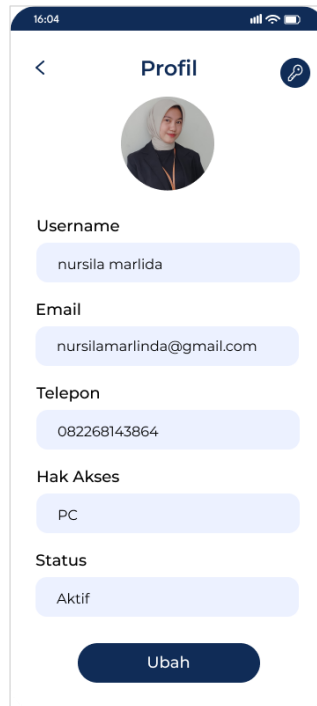 16:04
Profil
Username
nursila marlida
Email
nursilamarlinda@gmail.com
Telepon
082268143864
Hak Akses
PC
Status
Aktif
Ubah